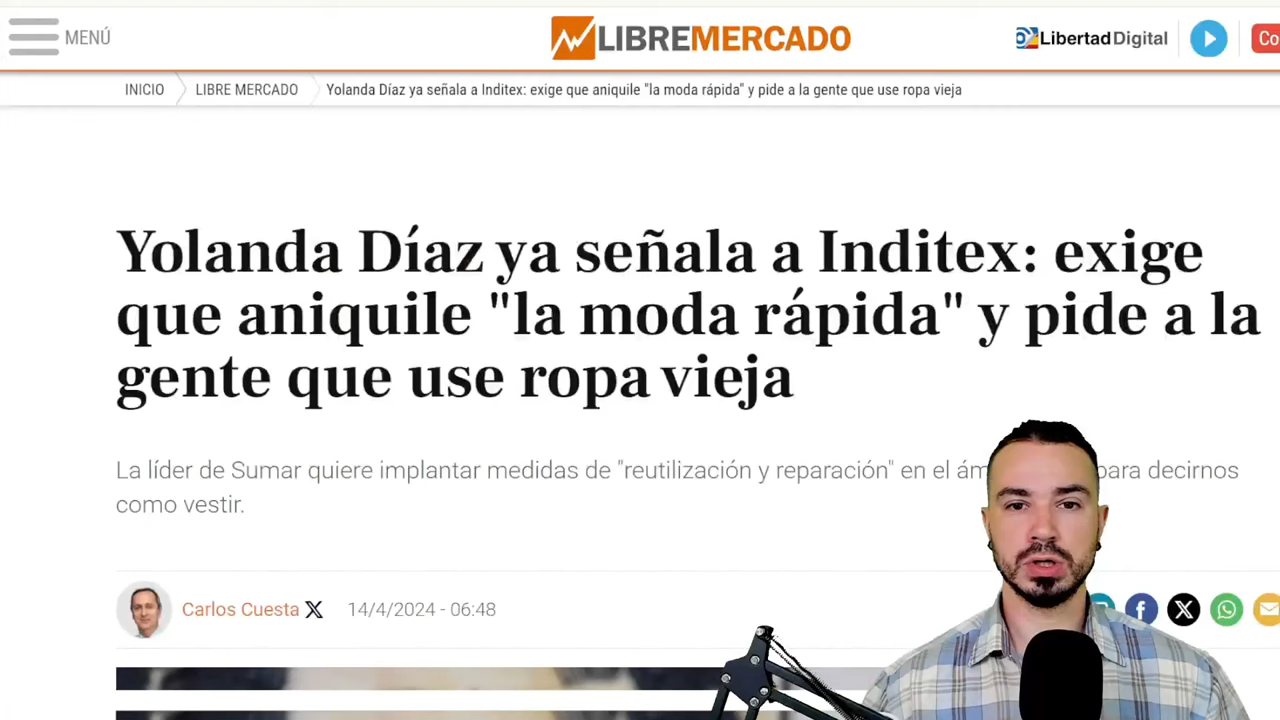 MENÚ
LIBREMERCADO
LibertadDigital
Co
INICIO
LIBRE MERCADO
Yolanda Díaz ya señala a Inditex: exige que aniquile "la moda rápida" y pide a la gente que use ropa vieja
Yolanda Díaz ya señala a Inditex: exige
que aniquile "la moda rápida" y pide a la
gente que use ropa vieja
La líder de Sumar quiere implantar medidas de "reutilización y reparación" en el para decirnos
como vestir.
Carlos Cuesta
14/4/2024 - 06:48